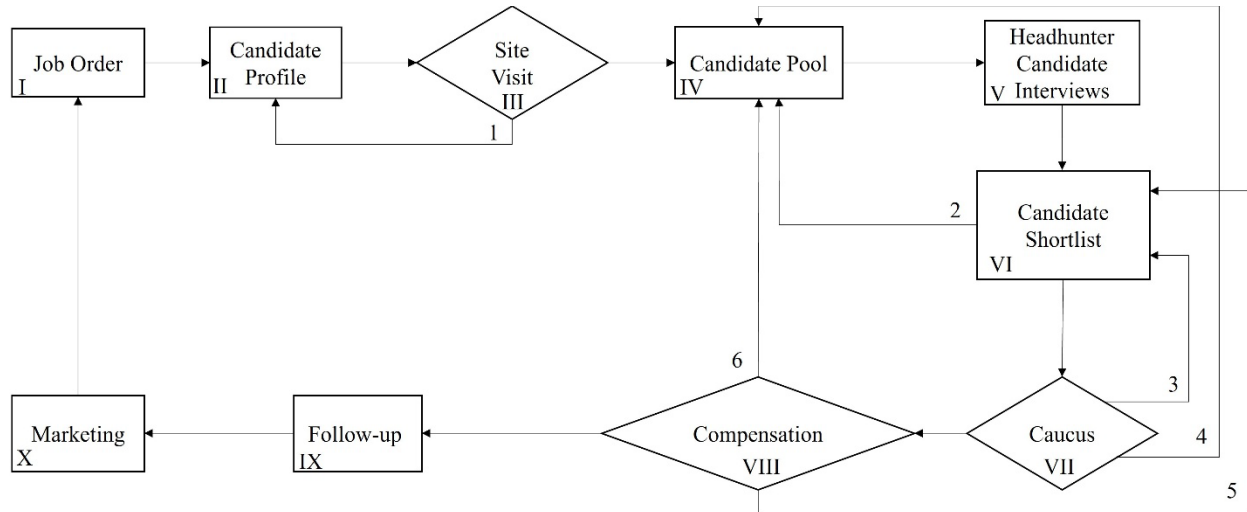 Job Order
I
Candidate
Profile
II
Site
Visit
III
1
Candidate Pool
IV
Headhunter
Candidate
Interviews
V
2
Candidate
Shortlist
VI
3
4
5
Caucus
VII
6
Compensation
VIII
Follow-up
IX
Marketing
X